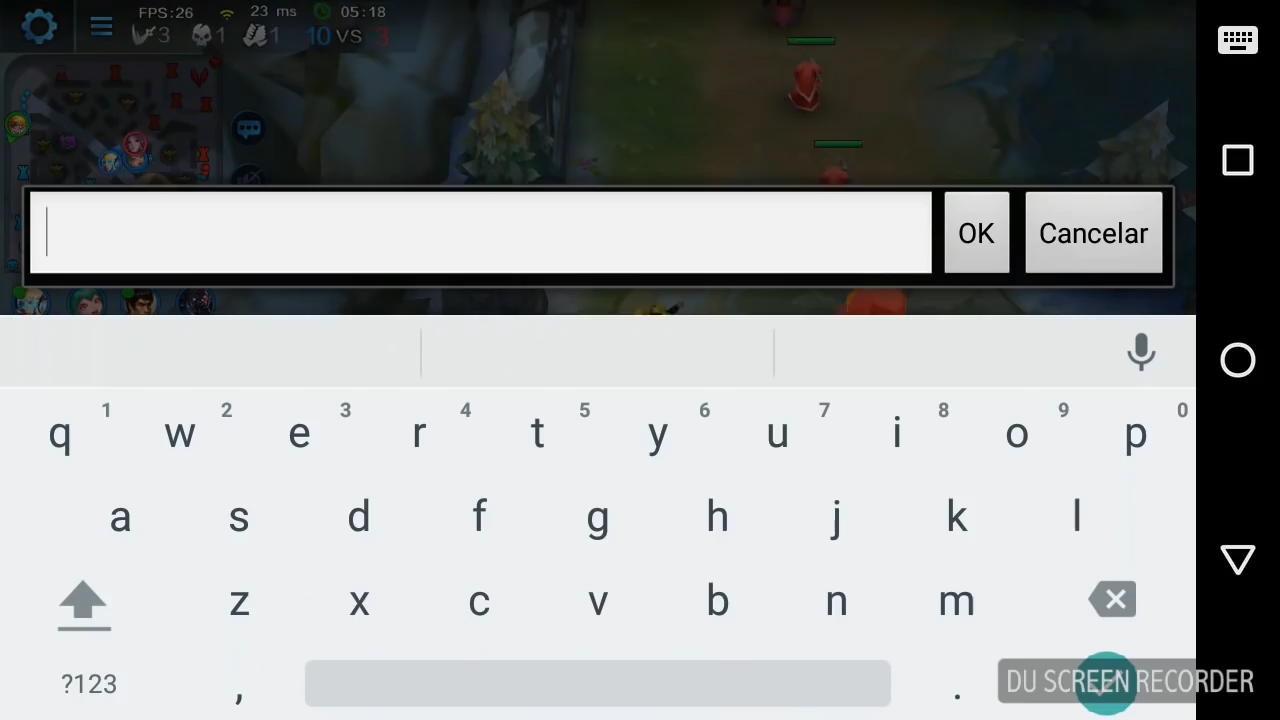 FPS:26 23 ms 05:18
3 1 1 10 VS 3
OK Cancelar
1 2 3 4 5 6 7 8 9 0
q w e r t y u i o p
a s d f g h j k l
z x c v b n m
?123 , .
DU SCREEN RECORDER